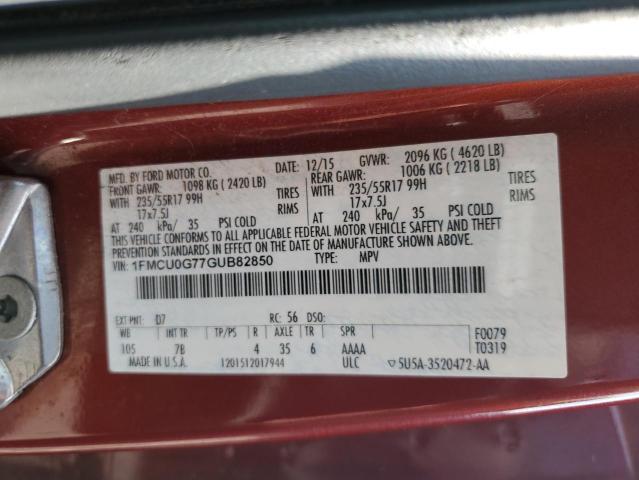 MFD. BY FORD MOTOR CO.
DATE: 12/15 GVWR: 2096 KG ( 4620 LB)
FRONT GAWR: 1098 KG ( 2420 LB) REAR GAWR: 1006 KG ( 2218 LB)
WITH 235/55R17 99H TIRES WITH 235/55R17 99H TIRES
17x7.5J RIMS 17x7.5J RIMS
AT 240 kPa/ 35 PSI COLD AT 240 kPa/ 35 PSI COLD
THIS VEHICLE CONFORMS TO ALL APPLICABLE FEDERAL MOTOR VEHICLE SAFETY AND THEFT
PREVENTION STANDARDS IN EFFECT ON THE DATE OF MANUFACTURE SHOWN ABOVE.
VIN: 1FMCU0G77GUB82850 TYPE: MPV
EXT PNT: D7 RC: 56 DSO:
WB INT TR TP/PS R AXLE TR SPR F0079
105 7B 4 35 6 AAAA T0319
MADE IN U.S.A. 1201512017944 ULC ▽5U5A-3520472-AA